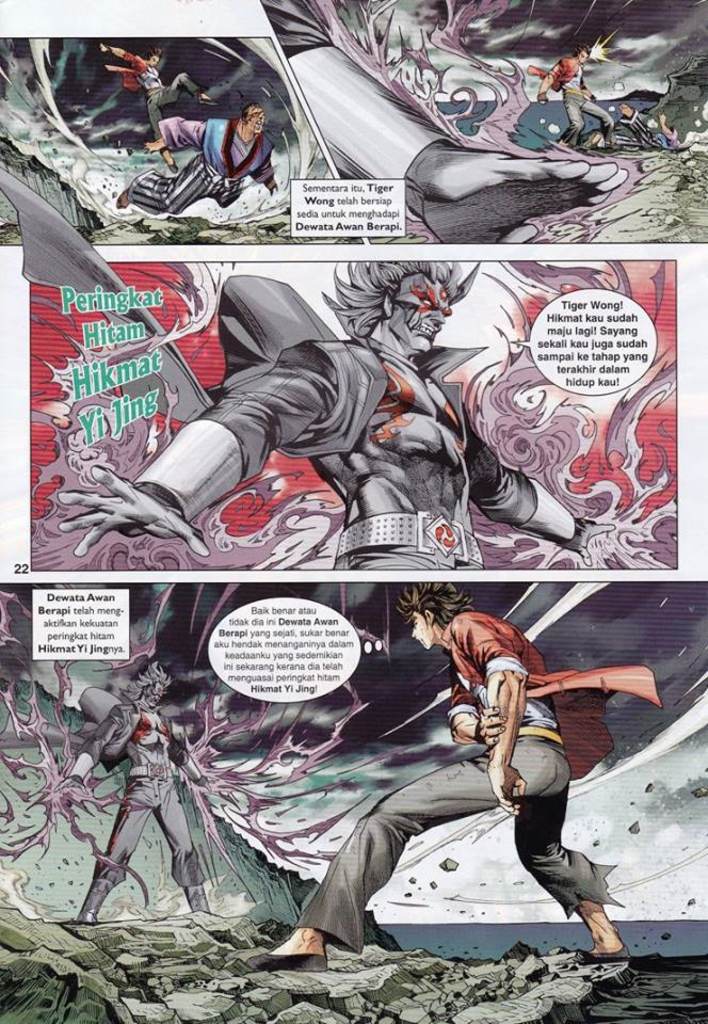 Sementara itu, Tiger
Wong telah bersiap
sedia untuk menghadapi
Dewata Awan Berapi.
Peringkat
Hitam
Hikmat
Yi Jing
Tiger Wong!
Hikmat kau sudah
maju lagi! Sayang
sekali kau juga sudah
sampai ke tahap yang
terakhir dalam
hidup kau!
22
Dewata Awan
Berapi telah meng-
aktifkan kekuatan
peringkat hitam
Hikmat Yi Jingnya.
Baik benar atau
tidak dia ini Dewata Awan
Berapi yang sejati, sukar benar
aku hendak menanganinya dalam
keadaanku yang sedemikian
ini sekarang kerana dia telah
menguasai peringkat hitam
Hikmat Yi Jing!